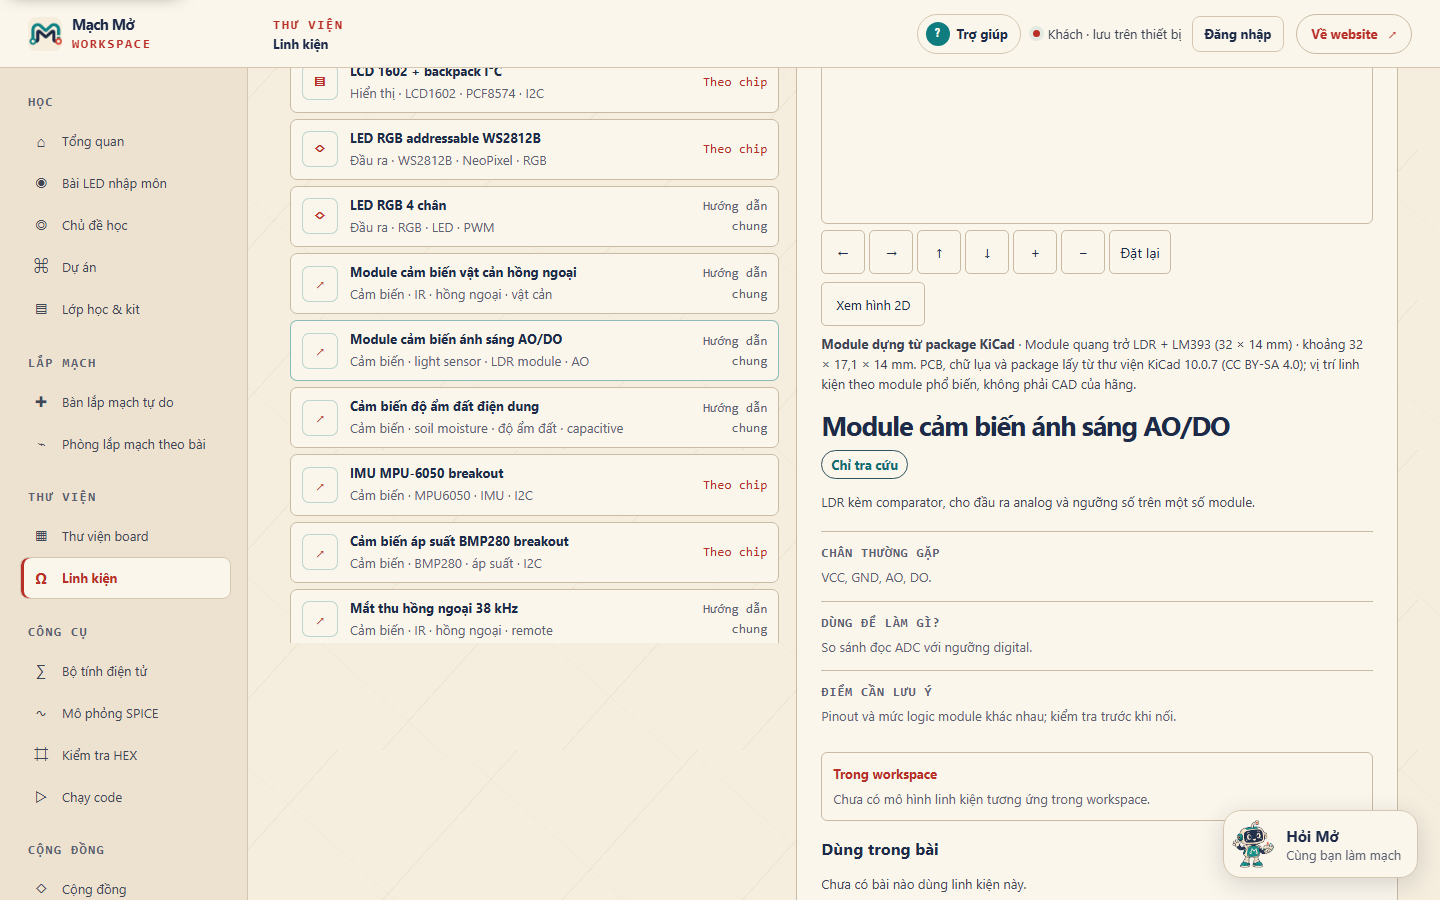 Mạch Mở
WORKSPACE
THƯ VIỆN
Linh kiện
? Trợ giúp
Khách · lưu trên thiết bị
Đăng nhập
Về website ↗
HỌC
Tổng quan
Bài LED nhập môn
Chủ đề học
Dự án
Lớp học & kit
LẮP MẠCH
Bàn lắp mạch tự do
Phòng lắp mạch theo bài
THƯ VIỆN
Thư viện board
Linh kiện
CÔNG CỤ
Bộ tính điện tử
Mô phỏng SPICE
Kiểm tra HEX
Chạy code
CỘNG ĐỒNG
Cộng đồng
LCD 1602 + backpack I²C
Hiển thị · LCD1602 · PCF8574 · I2C
Theo chip
LED RGB addressable WS2812B
Đầu ra · WS2812B · NeoPixel · RGB
Theo chip
LED RGB 4 chân
Đầu ra · RGB · LED · PWM
Hướng dẫn
chung
Module cảm biến vật cản hồng ngoại
Cảm biến · IR · hồng ngoại · vật cản
Hướng dẫn
chung
Module cảm biến ánh sáng AO/DO
Cảm biến · light sensor · LDR module · AO
Hướng dẫn
chung
Cảm biến độ ẩm đất điện dung
Cảm biến · soil moisture · độ ẩm đất · capacitive
Hướng dẫn
chung
IMU MPU-6050 breakout
Cảm biến · MPU6050 · IMU · I2C
Theo chip
Cảm biến áp suất BMP280 breakout
Cảm biến · BMP280 · áp suất · I2C
Theo chip
Mắt thu hồng ngoại 38 kHz
Cảm biến · IR · hồng ngoại · remote
Hướng dẫn
chung
← → ↑ ↓ + − Đặt lại
Xem hình 2D
Module dựng từ package KiCad · Module quang trở LDR + LM393 (32 × 14 mm) · khoảng 32
× 17,1 × 14 mm. PCB, chữ lụa và package lấy từ thư viện KiCad 10.0.7 (CC BY-SA 4.0); vị trí linh
kiện theo module phổ biến, không phải CAD của hãng.
Module cảm biến ánh sáng AO/DO
Chỉ tra cứu
LDR kèm comparator, cho đầu ra analog và ngưỡng số trên một số module.
CHÂN THƯỜNG GẶP
VCC, GND, AO, DO.
DÙNG ĐỂ LÀM GÌ?
So sánh đọc ADC với ngưỡng digital.
ĐIỂM CẦN LƯU Ý
Pinout và mức logic module khác nhau; kiểm tra trước khi nối.
Trong workspace
Chưa có mô hình linh kiện tương ứng trong workspace.
Dùng trong bài
Chưa có bài nào dùng linh kiện này.
Hỏi Mở
Cùng bạn làm mạch